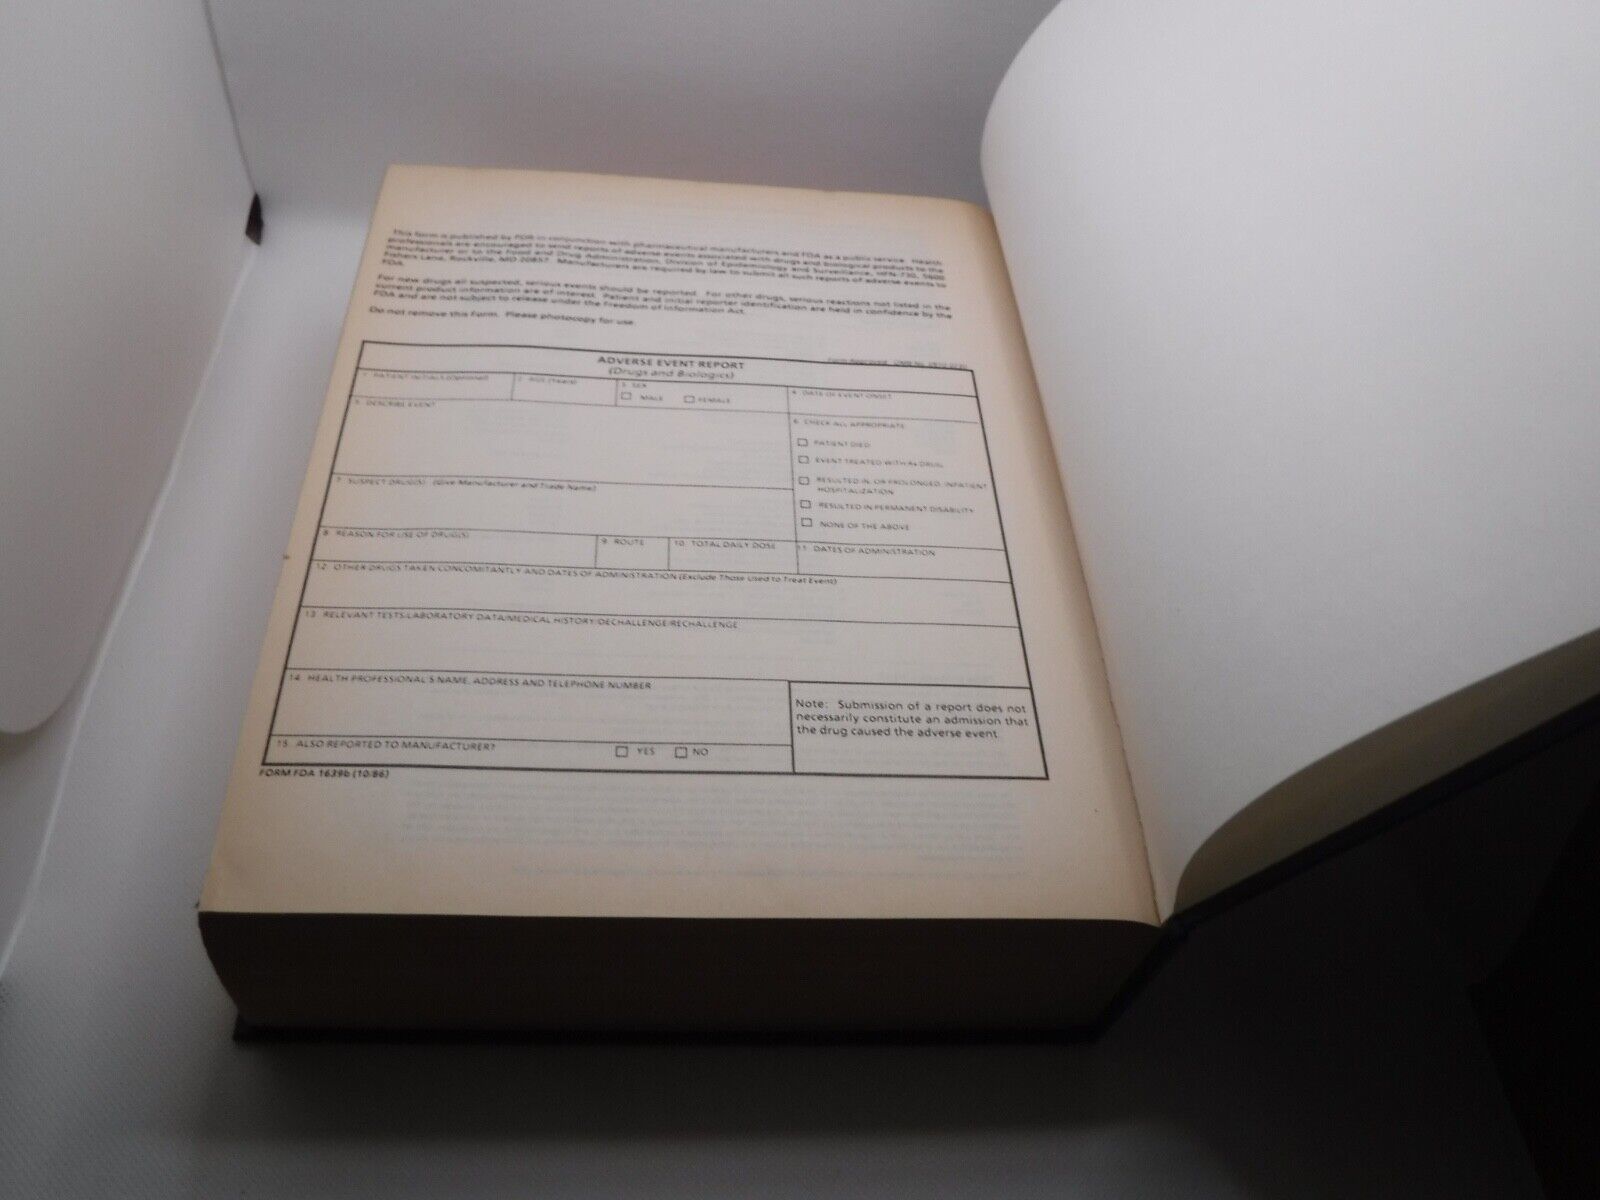 This form is published by PDR in conjunction with pharmaceutical manufacturers and FDA as a public service. Health
professionals are encouraged to send reports of adverse events associated with drugs and biological products to the
manufacturer or to the Food and Drug Administration, Division of Epidemiology and Surveillance, HFN-730, 5600
Fishers Lane, Rockville, MD 20857. Manufacturers are required by law to submit all such reports of adverse events to
FDA.
For new drugs all suspected, serious events should be reported. For other drugs, serious reactions not listed in the
current product information are of interest. Patient and initial reporter identification are held in confidence by the
FDA and are not subject to release under the Freedom of Information Act.
Do not remove this Form. Please photocopy for use.
Form Approved: OMB No.
ADVERSE EVENT REPORT
(Drugs and Biologics)
1. PATIENT INITIALS
2. AGE (Years)
3. SEX
MALE
FEMALE
4. DATE OF EVENT ONSET
5. DESCRIBE EVENT
6. CHECK ALL APPROPRIATE:
PATIENT DIED
EVENT TREATED WITH Rx DRUG
RESULTED IN, OR PROLONGED, INPATIENT
HOSPITALIZATION
RESULTED IN PERMANENT DISABILITY
NONE OF THE ABOVE
7. SUSPECT DRUG(S) (Give Manufacturer and Trade Name)
8. REASON FOR USE OF DRUG(S)
9. ROUTE
10. TOTAL DAILY DOSE
11. DATES OF ADMINISTRATION
12. OTHER DRUGS TAKEN CONCOMITANTLY AND DATES OF ADMINISTRATION (Exclude Those Used to Treat Event)
13. RELEVANT TESTS/LABORATORY DATA/MEDICAL HISTORY/DECHALLENGE/RECHALLENGE
14. HEALTH PROFESSIONAL'S NAME, ADDRESS AND TELEPHONE NUMBER
Note: Submission of a report does not
necessarily constitute an admission that
the drug caused the adverse event.
15. ALSO REPORTED TO MANUFACTURER?
YES
NO
FORM FDA 1639b (10/86)